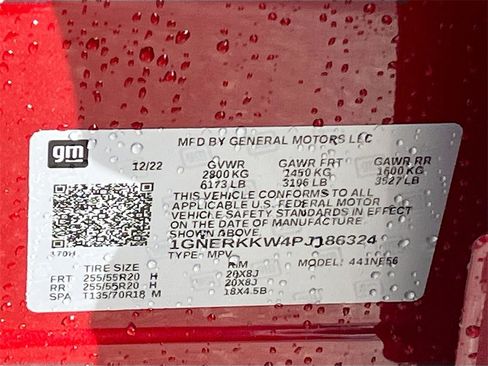 MFD BY GENERAL MOTORS LLC
gm
12/22 GVWR GAWR FRT GAWR RR
2800 KG 1450 KG 1600 KG
6173 LB 3196 LB 3527 LB
THIS VEHICLE CONFORMS TO ALL
APPLICABLE U.S. FEDERAL MOTOR
VEHICLE SAFETY STANDARDS IN EFFECT
ON THE DATE OF MANUFACTURE
SHOWN ABOVE.
1GNERKKW4PJ186324
TYPE: MPV MODEL: 441NE56
TIRE SIZE RIM
FRT 255/55R20 H 20X8J
RR 255/55R20 H 20X8J
SPA T135/70R18 M 18X4.5B